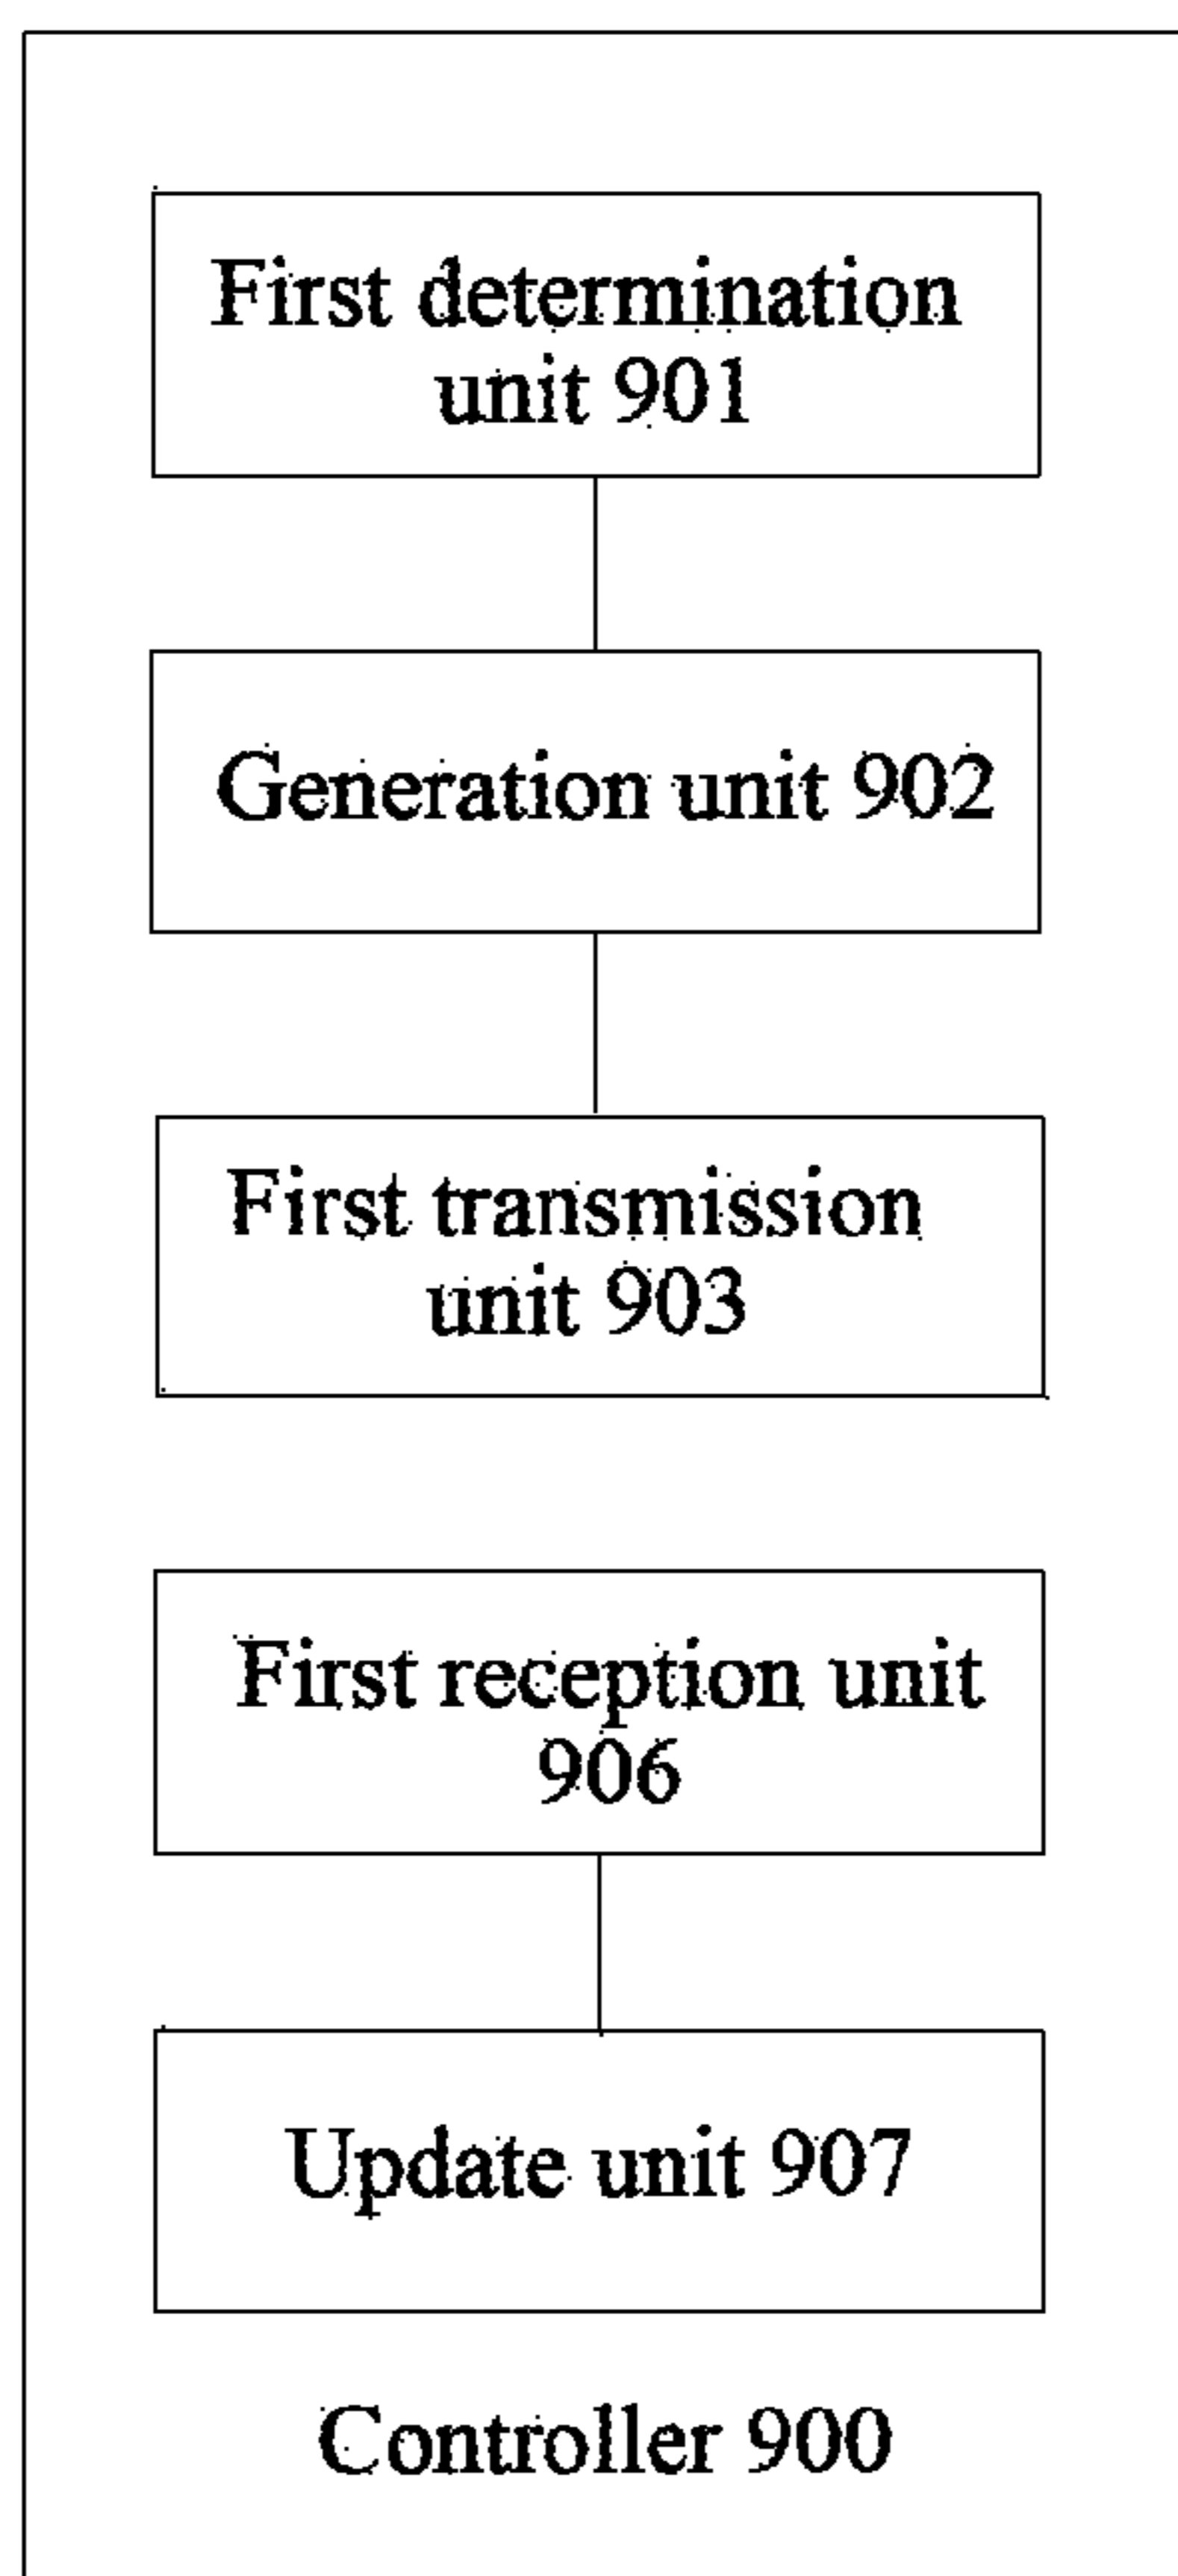 First determination
unit 901
Generation unit 902
First transmission
unit 903
First reception unit
906
Update unit 907
Controller 900